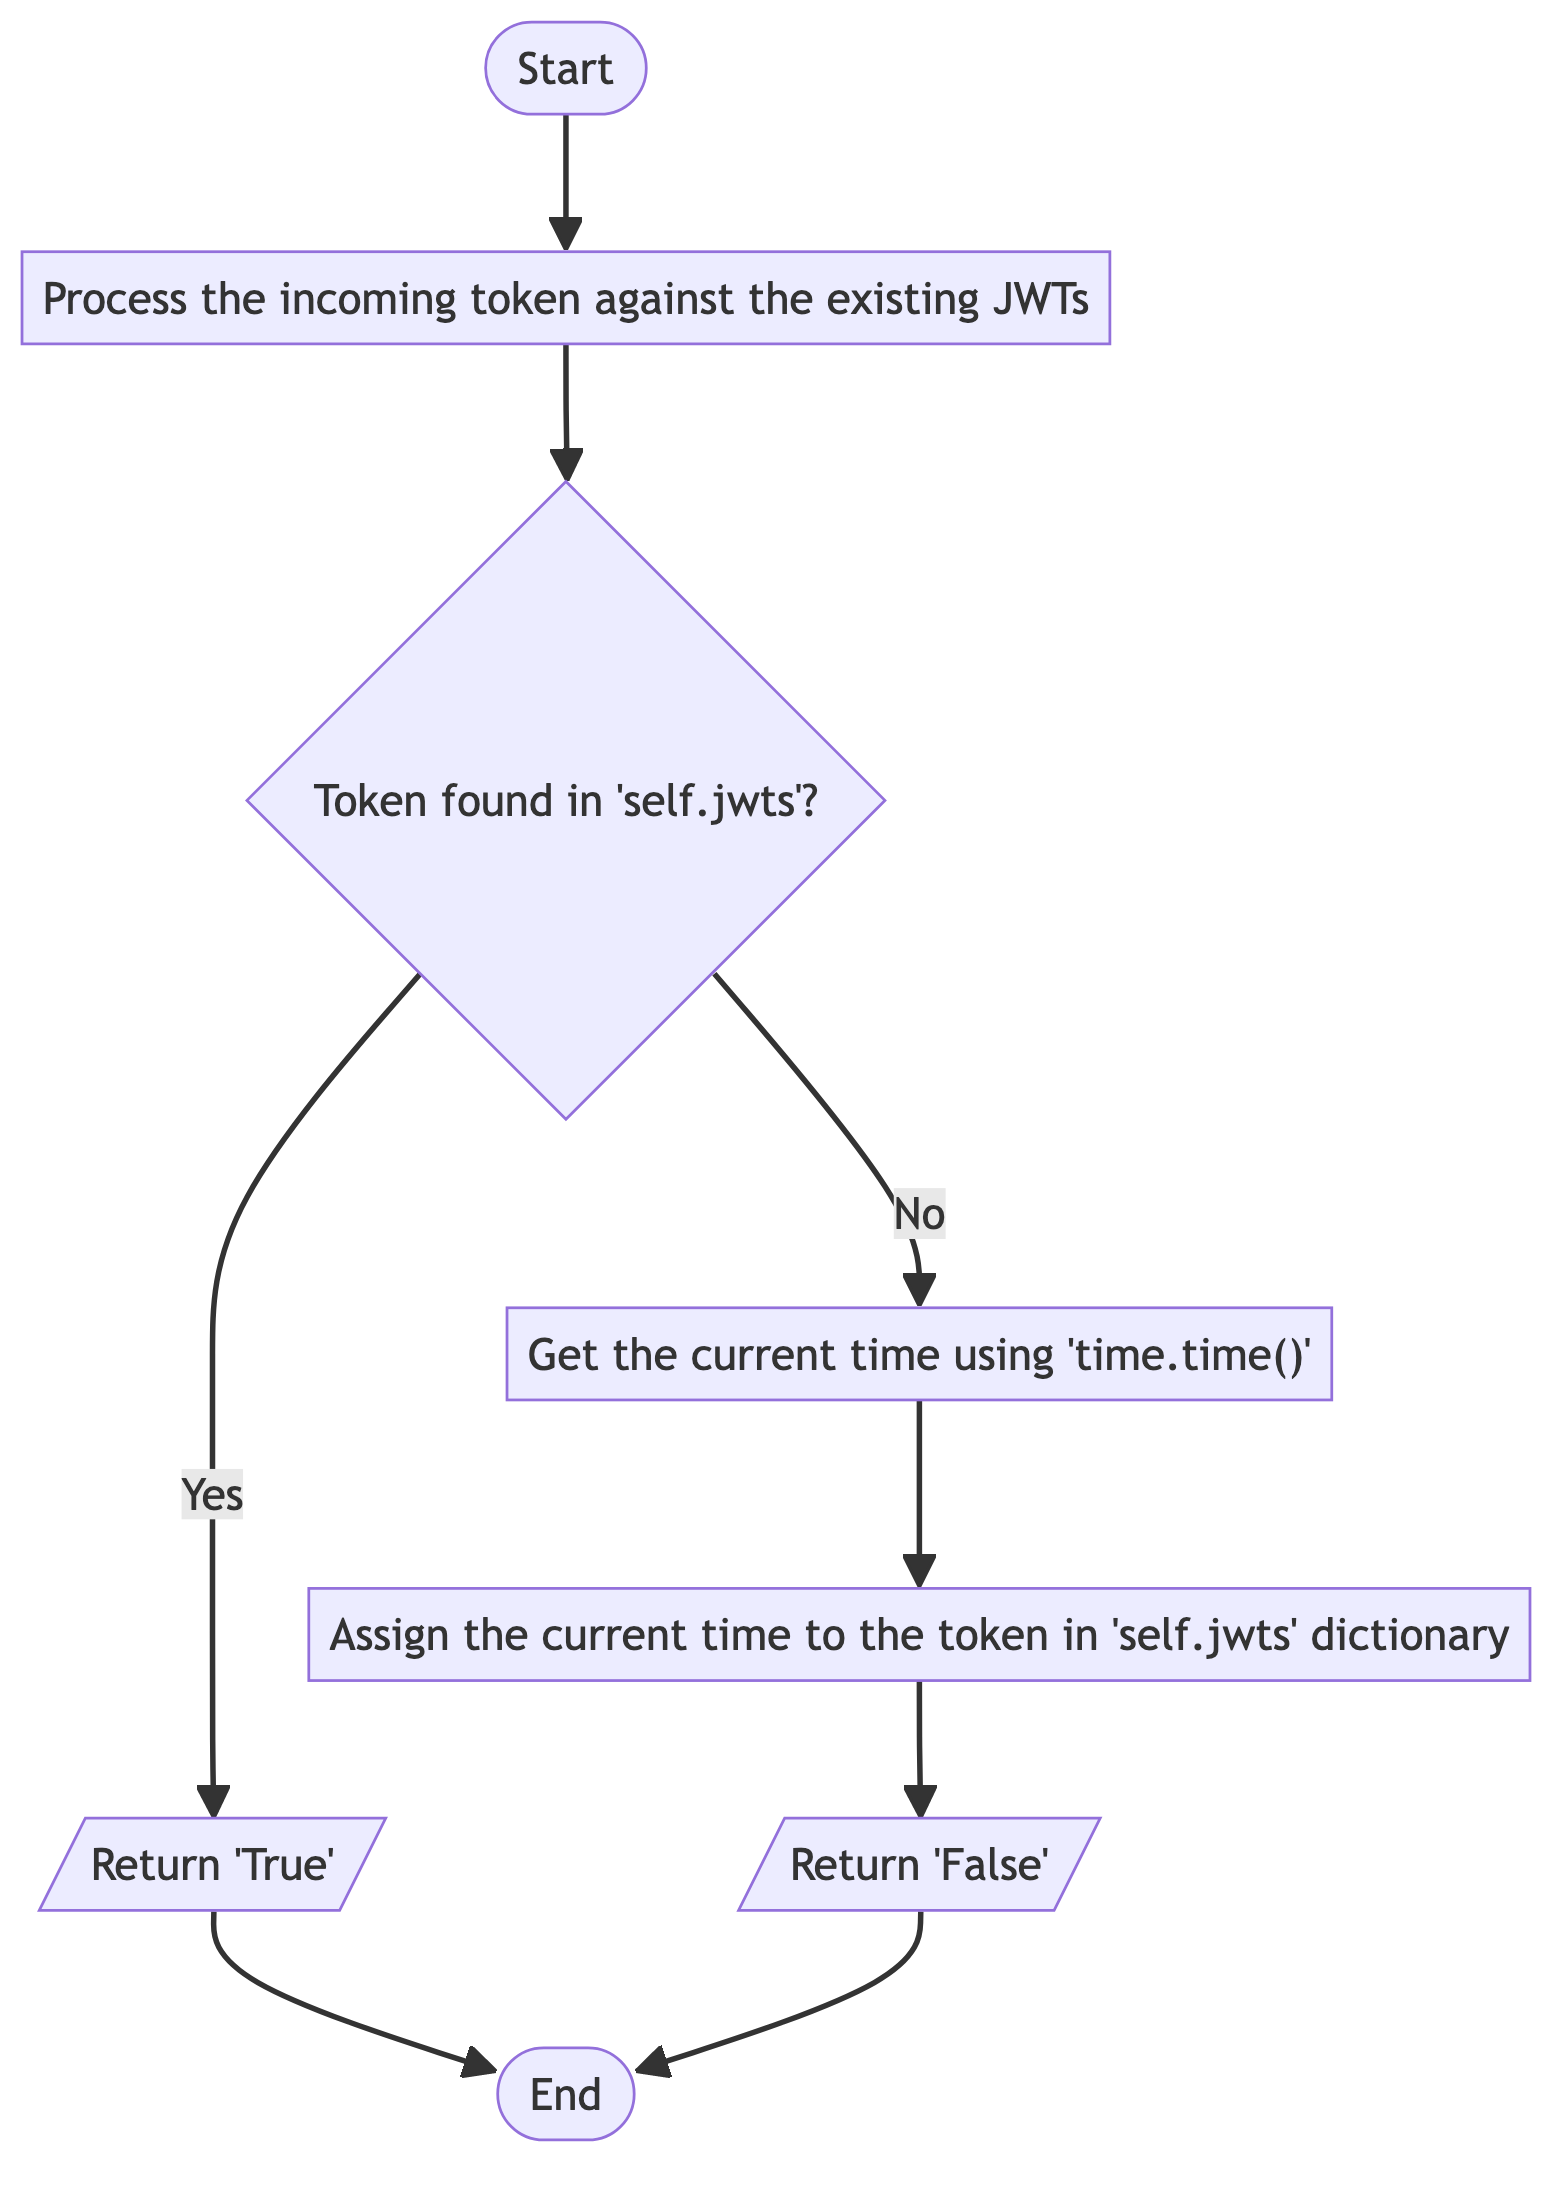 Start
Process the incoming token against the existing JWTs
Token found in 'self.jwts'?
No
Get the current time using 'time.time()'
Yes
Assign the current time to the token in 'self.jwts' dictionary
Return 'True'
Return 'False'
End